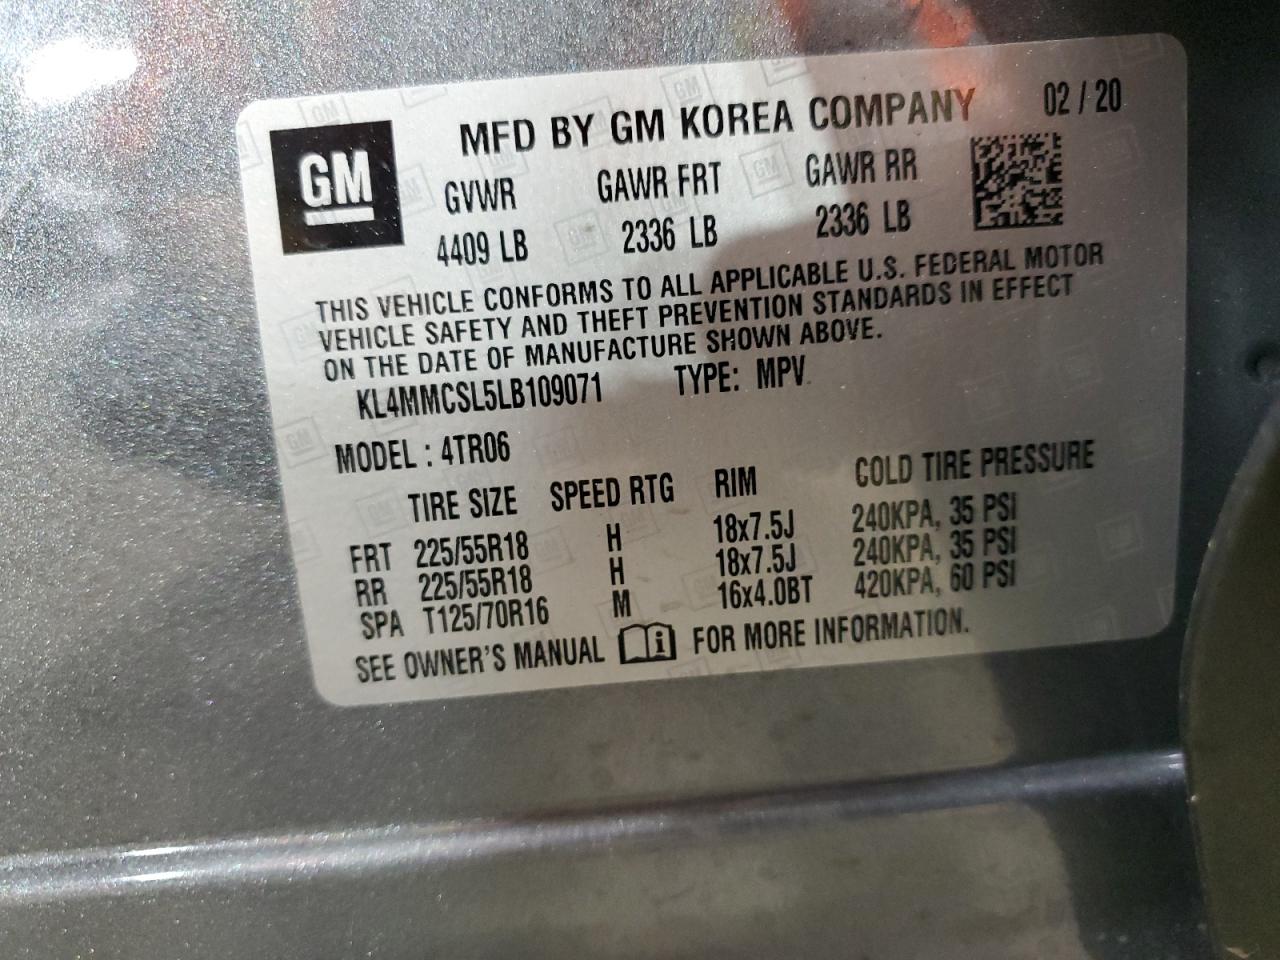 GM
MFD BY GM KOREA COMPANY 02 / 20
GVWR GAWR FRT GAWR RR
4409 LB 2336 LB 2336 LB
THIS VEHICLE CONFORMS TO ALL APPLICABLE U.S. FEDERAL MOTOR
VEHICLE SAFETY AND THEFT PREVENTION STANDARDS IN EFFECT
ON THE DATE OF MANUFACTURE SHOWN ABOVE.
KL4MMCSL5LB109071 TYPE: MPV
MODEL : 4TR06
TIRE SIZE SPEED RTG RIM COLD TIRE PRESSURE
FRT 225/55R18 H 18x7.5J 240KPA, 35 PSI
RR 225/55R18 H 18x7.5J 240KPA, 35 PSI
SPA T125/70R16 M 16x4.0BT 420KPA, 60 PSI
SEE OWNER'S MANUAL i FOR MORE INFORMATION.